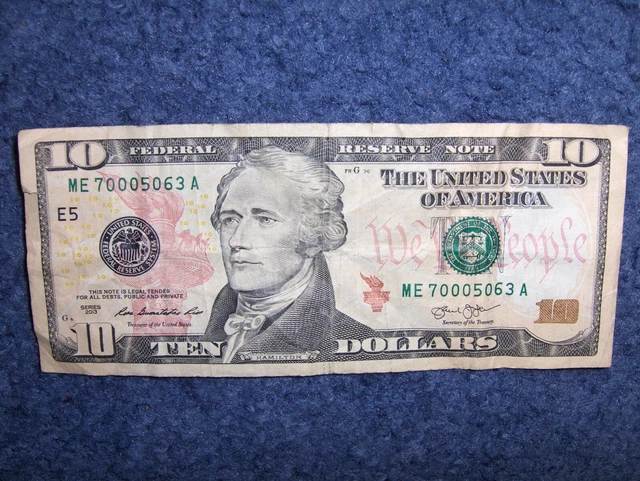 10 FEDERAL RESERVE NOTE 10
ME 70005063 A
THE UNITED STATES
OF AMERICA
E5
We The People
THIS NOTE IS LEGAL TENDER
FOR ALL DEBTS, PUBLIC AND PRIVATE
ME 70005063 A
SERIES
2013
Treasurer of the United States.
Secretary of the Treasury.
10
10 TEN DOLLARS
HAMILTON